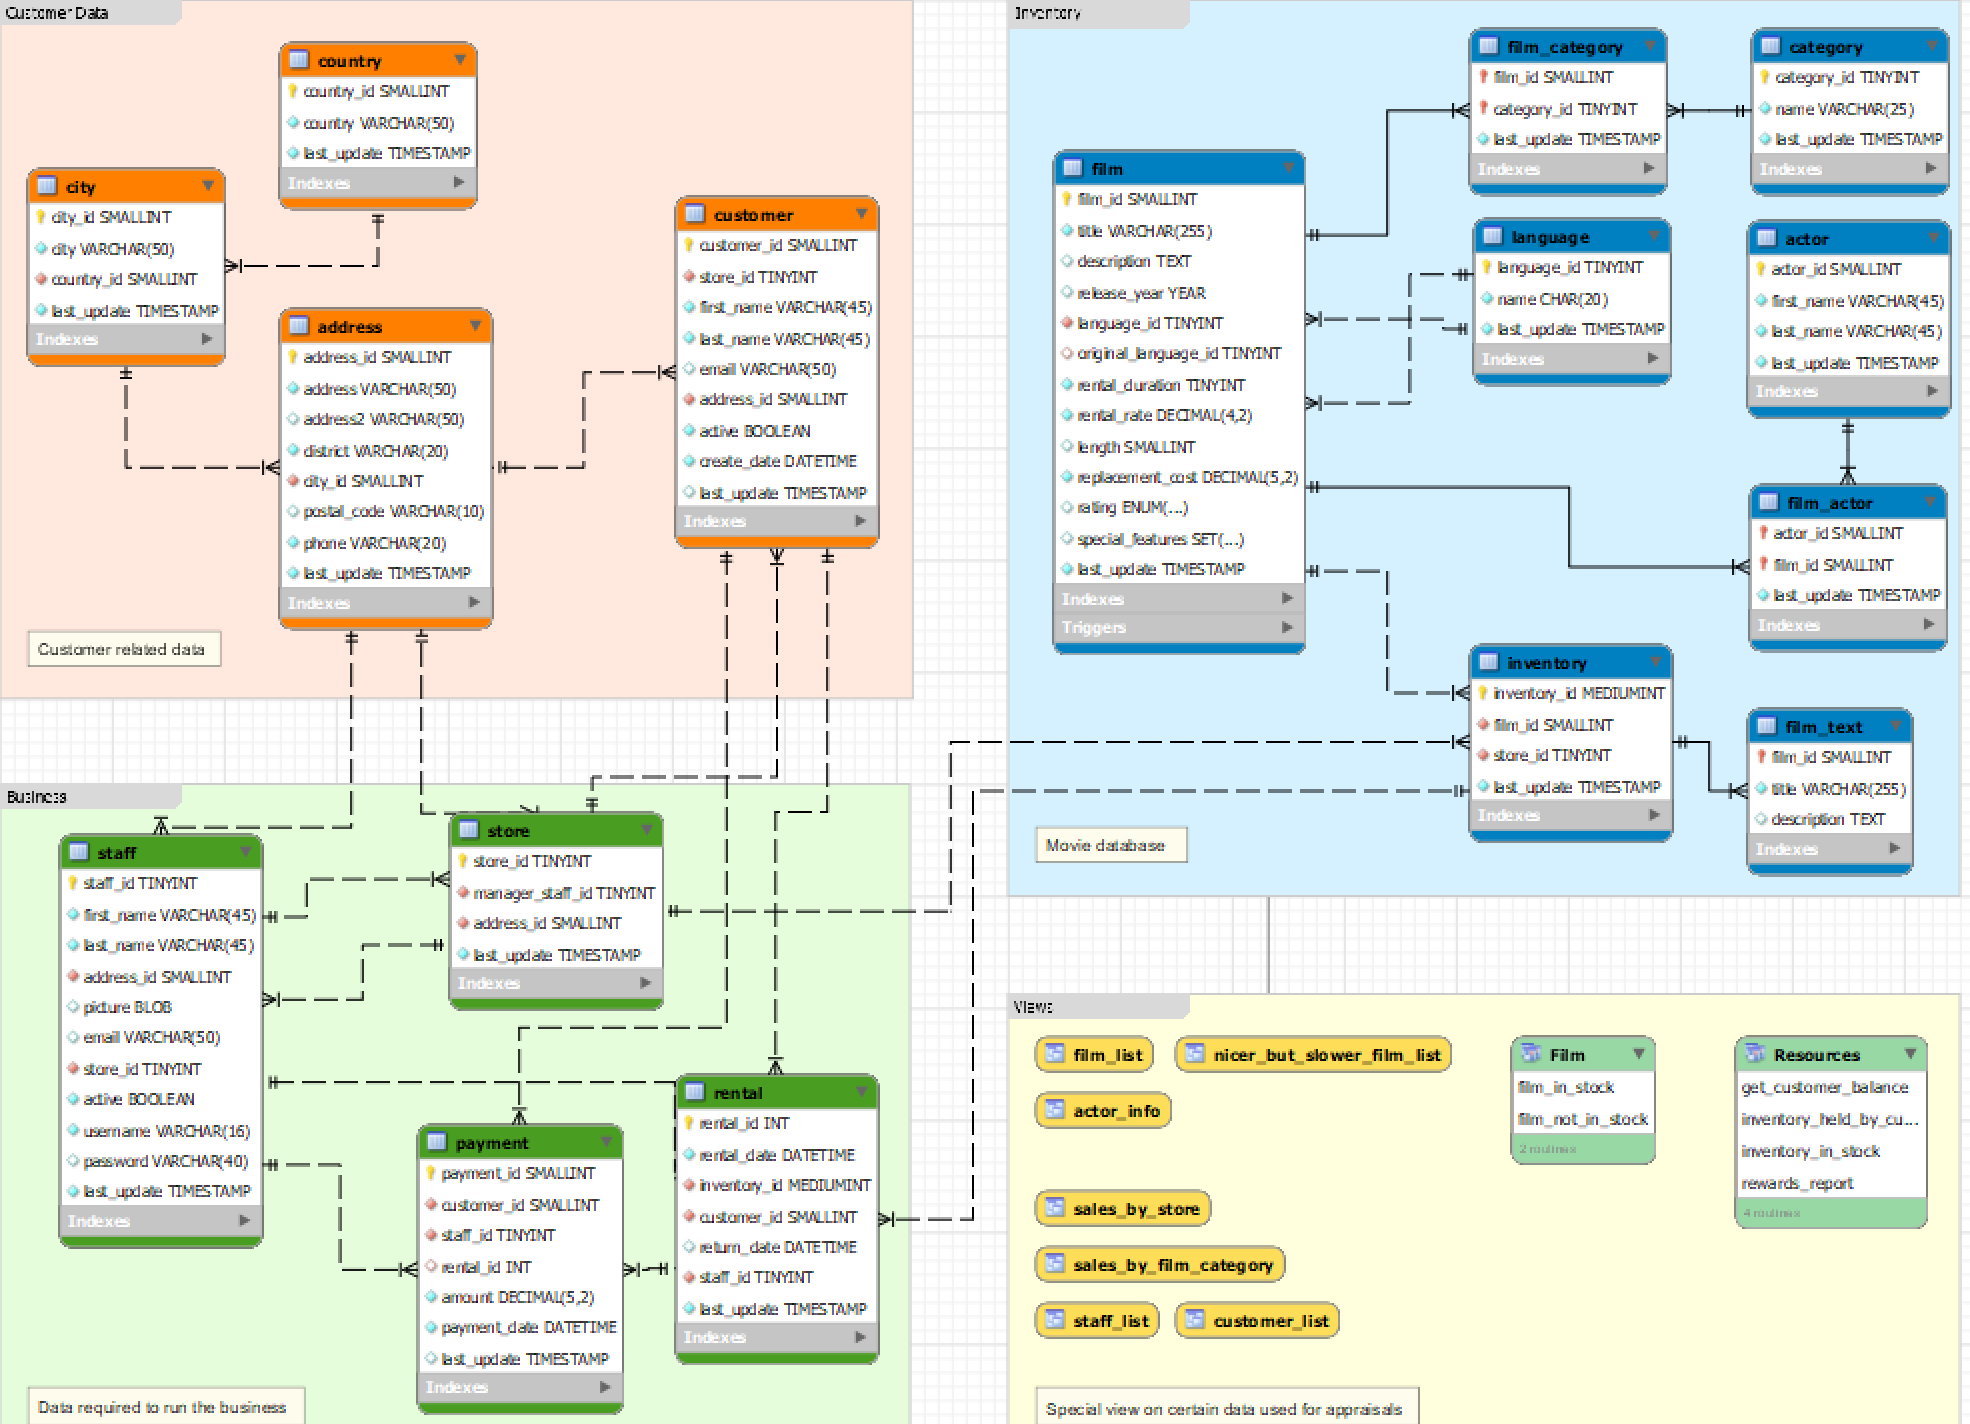 Customer Data
country
country_id SMALLINT
country VARCHAR(50)
last_update TIMESTAMP
Indexes
city
city_id SMALLINT
city VARCHAR(50)
country_id SMALLINT
last_update TIMESTAMP
Indexes
customer
customer_id SMALLINT
store_id TINYINT
first_name VARCHAR(45)
last_name VARCHAR(45)
email VARCHAR(50)
address_id SMALLINT
active BOOLEAN
create_date DATETIME
last_update TIMESTAMP
Indexes
address
address_id SMALLINT
address VARCHAR(50)
address2 VARCHAR(50)
district VARCHAR(20)
city_id SMALLINT
postal_code VARCHAR(10)
phone VARCHAR(20)
last_update TIMESTAMP
Indexes
Customer related data
Inventory
film_category
film_id SMALLINT
category_id TINYINT
last_update TIMESTAMP
Indexes
category
category_id TINYINT
name VARCHAR(25)
last_update TIMESTAMP
Indexes
film
film_id SMALLINT
title VARCHAR(255)
description TEXT
release_year YEAR
language_id TINYINT
original_language_id TINYINT
rental_duration TINYINT
rental_rate DECIMAL(4,2)
length SMALLINT
replacement_cost DECIMAL(5,2)
rating ENUM(...)
special_features SET(...)
last_update TIMESTAMP
Indexes
Triggers
language
language_id TINYINT
name CHAR(20)
last_update TIMESTAMP
Indexes
actor
actor_id SMALLINT
first_name VARCHAR(45)
last_name VARCHAR(45)
last_update TIMESTAMP
Indexes
film_actor
actor_id SMALLINT
film_id SMALLINT
last_update TIMESTAMP
Indexes
inventory
inventory_id MEDIUMINT
film_id SMALLINT
store_id TINYINT
last_update TIMESTAMP
Indexes
film_text
film_id SMALLINT
title VARCHAR(255)
description TEXT
Indexes
Movie database
Business
staff
staff_id TINYINT
first_name VARCHAR(45)
last_name VARCHAR(45)
address_id SMALLINT
picture BLOB
email VARCHAR(50)
store_id TINYINT
active BOOLEAN
username VARCHAR(16)
password VARCHAR(40)
last_update TIMESTAMP
Indexes
store
store_id TINYINT
manager_staff_id TINYINT
address_id SMALLINT
last_update TIMESTAMP
Indexes
payment
payment_id SMALLINT
customer_id SMALLINT
staff_id TINYINT
rental_id INT
amount DECIMAL(5,2)
payment_date DATETIME
last_update TIMESTAMP
Indexes
rental
rental_id INT
rental_date DATETIME
inventory_id MEDIUMINT
customer_id SMALLINT
return_date DATETIME
staff_id TINYINT
last_update TIMESTAMP
Indexes
Data required to run the business
Views
film_list
nicer_but_slower_film_list
actor_info
sales_by_store
sales_by_film_category
staff_list
customer_list
Film
film_in_stock
film_not_in_stock
2 routines
Resources
get_customer_balance
inventory_held_by_cu...
inventory_in_stock
rewards_report
4 routines
Special view on certain data used for appraisals